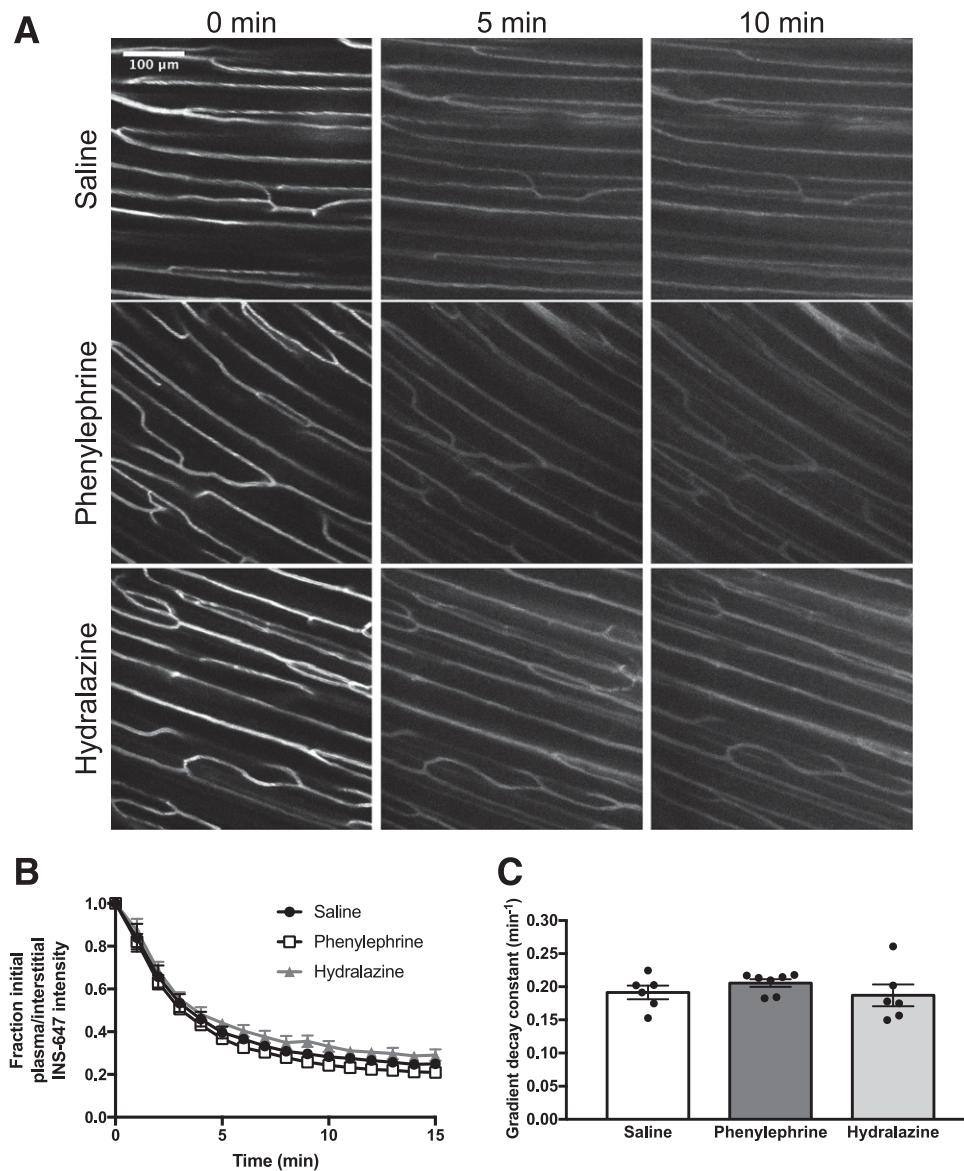 A
0 min
5 min
10 min
100 µm
Saline
Phenylephrine
Hydralazine
B
Fraction initial
plasma/interstitial
INS-647 intensity
1.0
0.8
0.6
0.4
0.2
0.0
0
5
10
15
Time (min)
Saline
Phenylephrine
Hydralazine
C
Gradient decay constant (min⁻¹)
0.30
0.25
0.20
0.15
0.10
0.05
0.00
Saline
Phenylephrine
Hydralazine